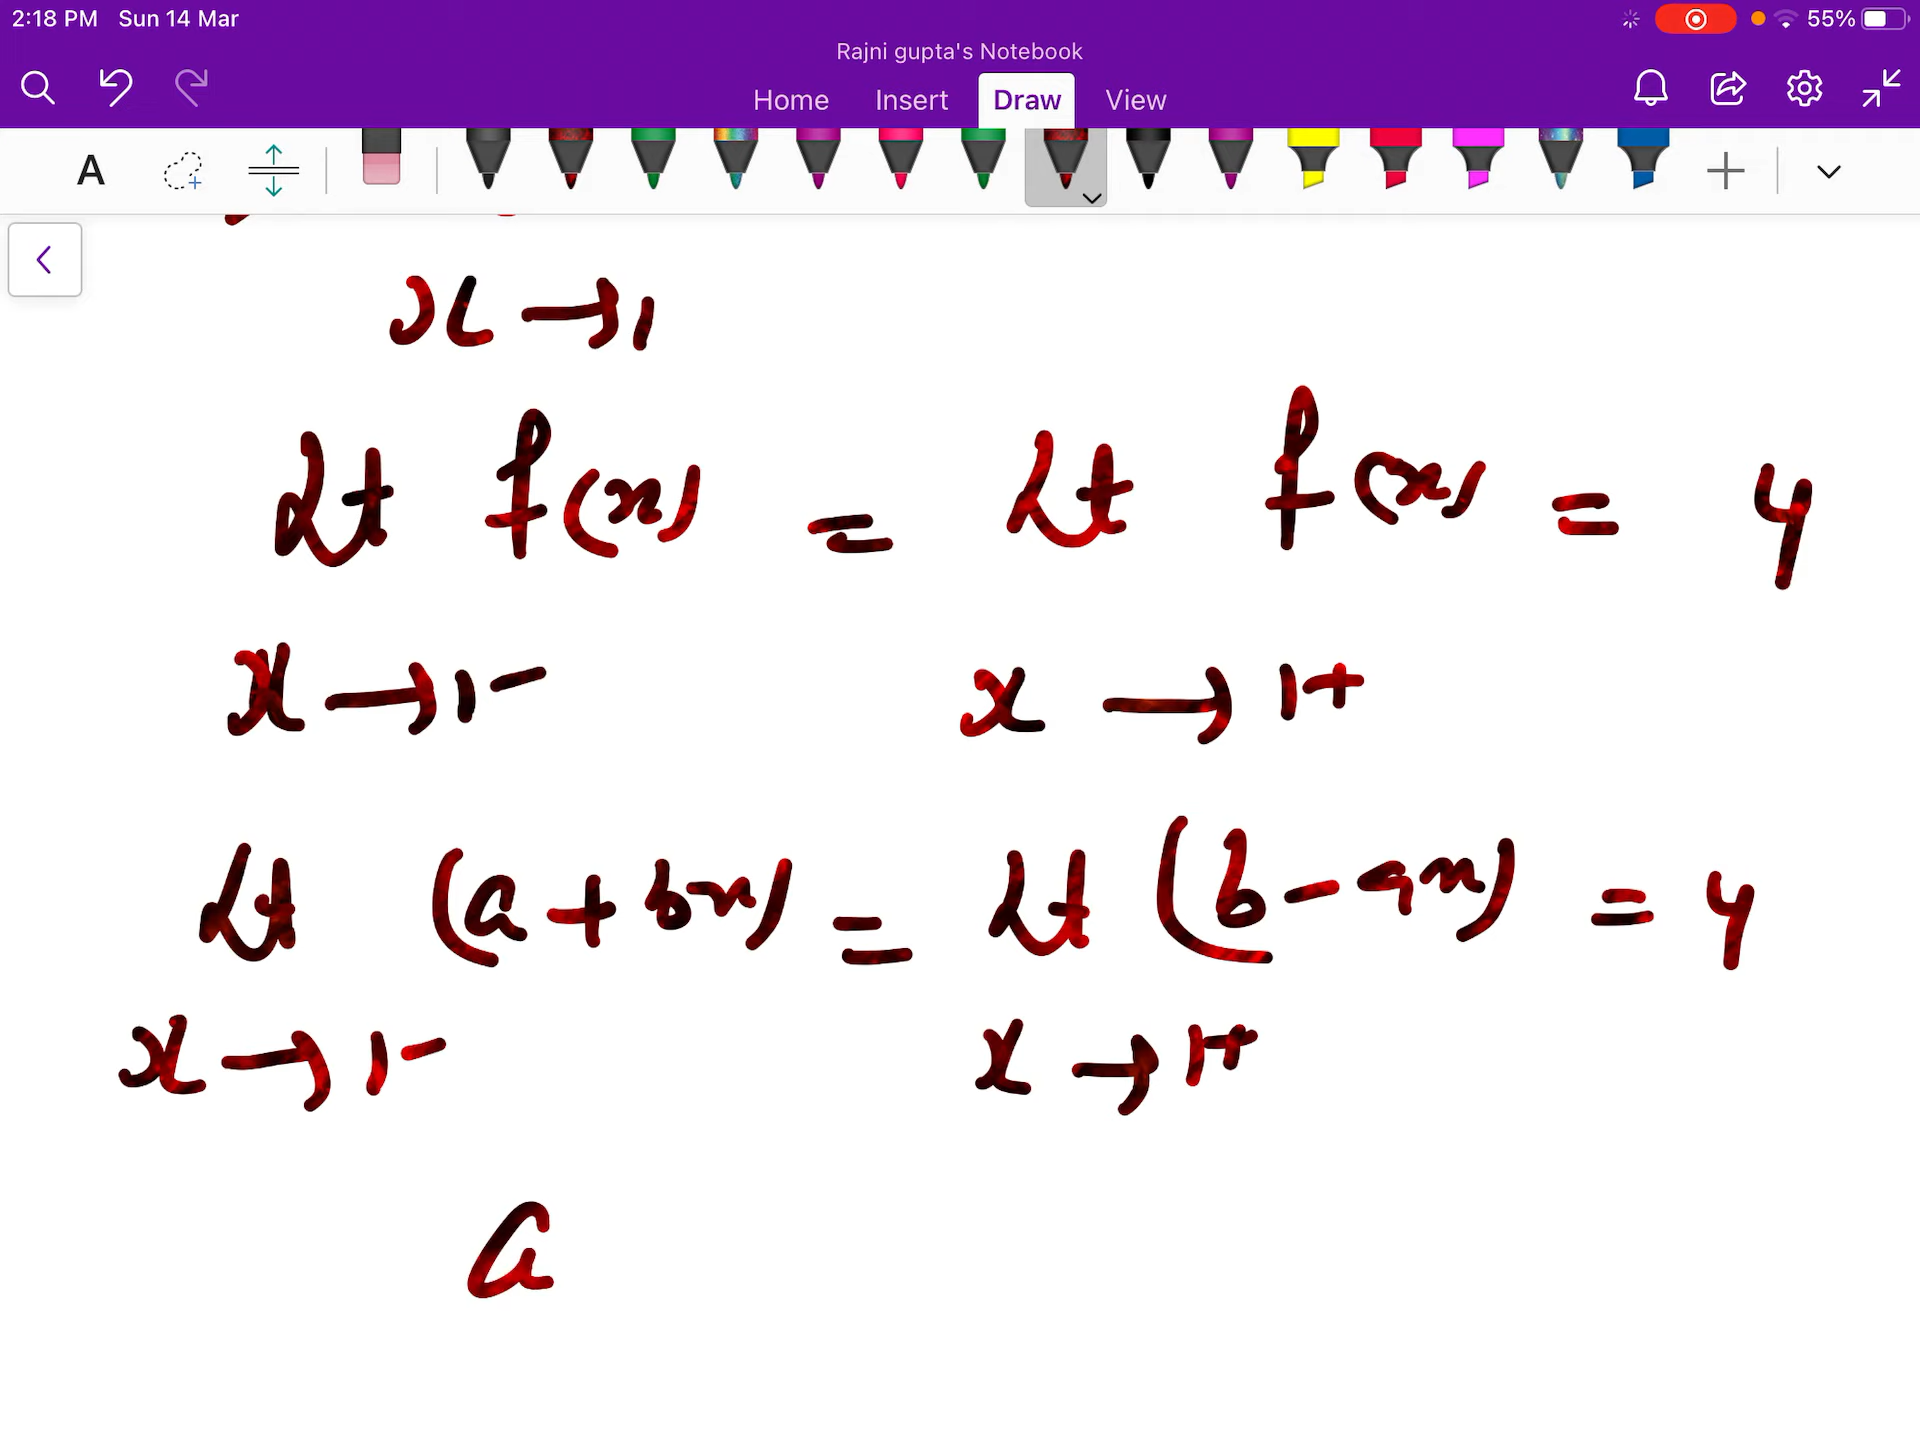 2:18 PM Sun 14 Mar 55%
Rajni gupta's Notebook
Home Insert Draw View
A
x → 1
Lt f(x) = Lt f(x) = 4
x → 1- x → 1+
Lt (a + bx) = Lt (b - ax) = 4
x → 1- x → 1+
a